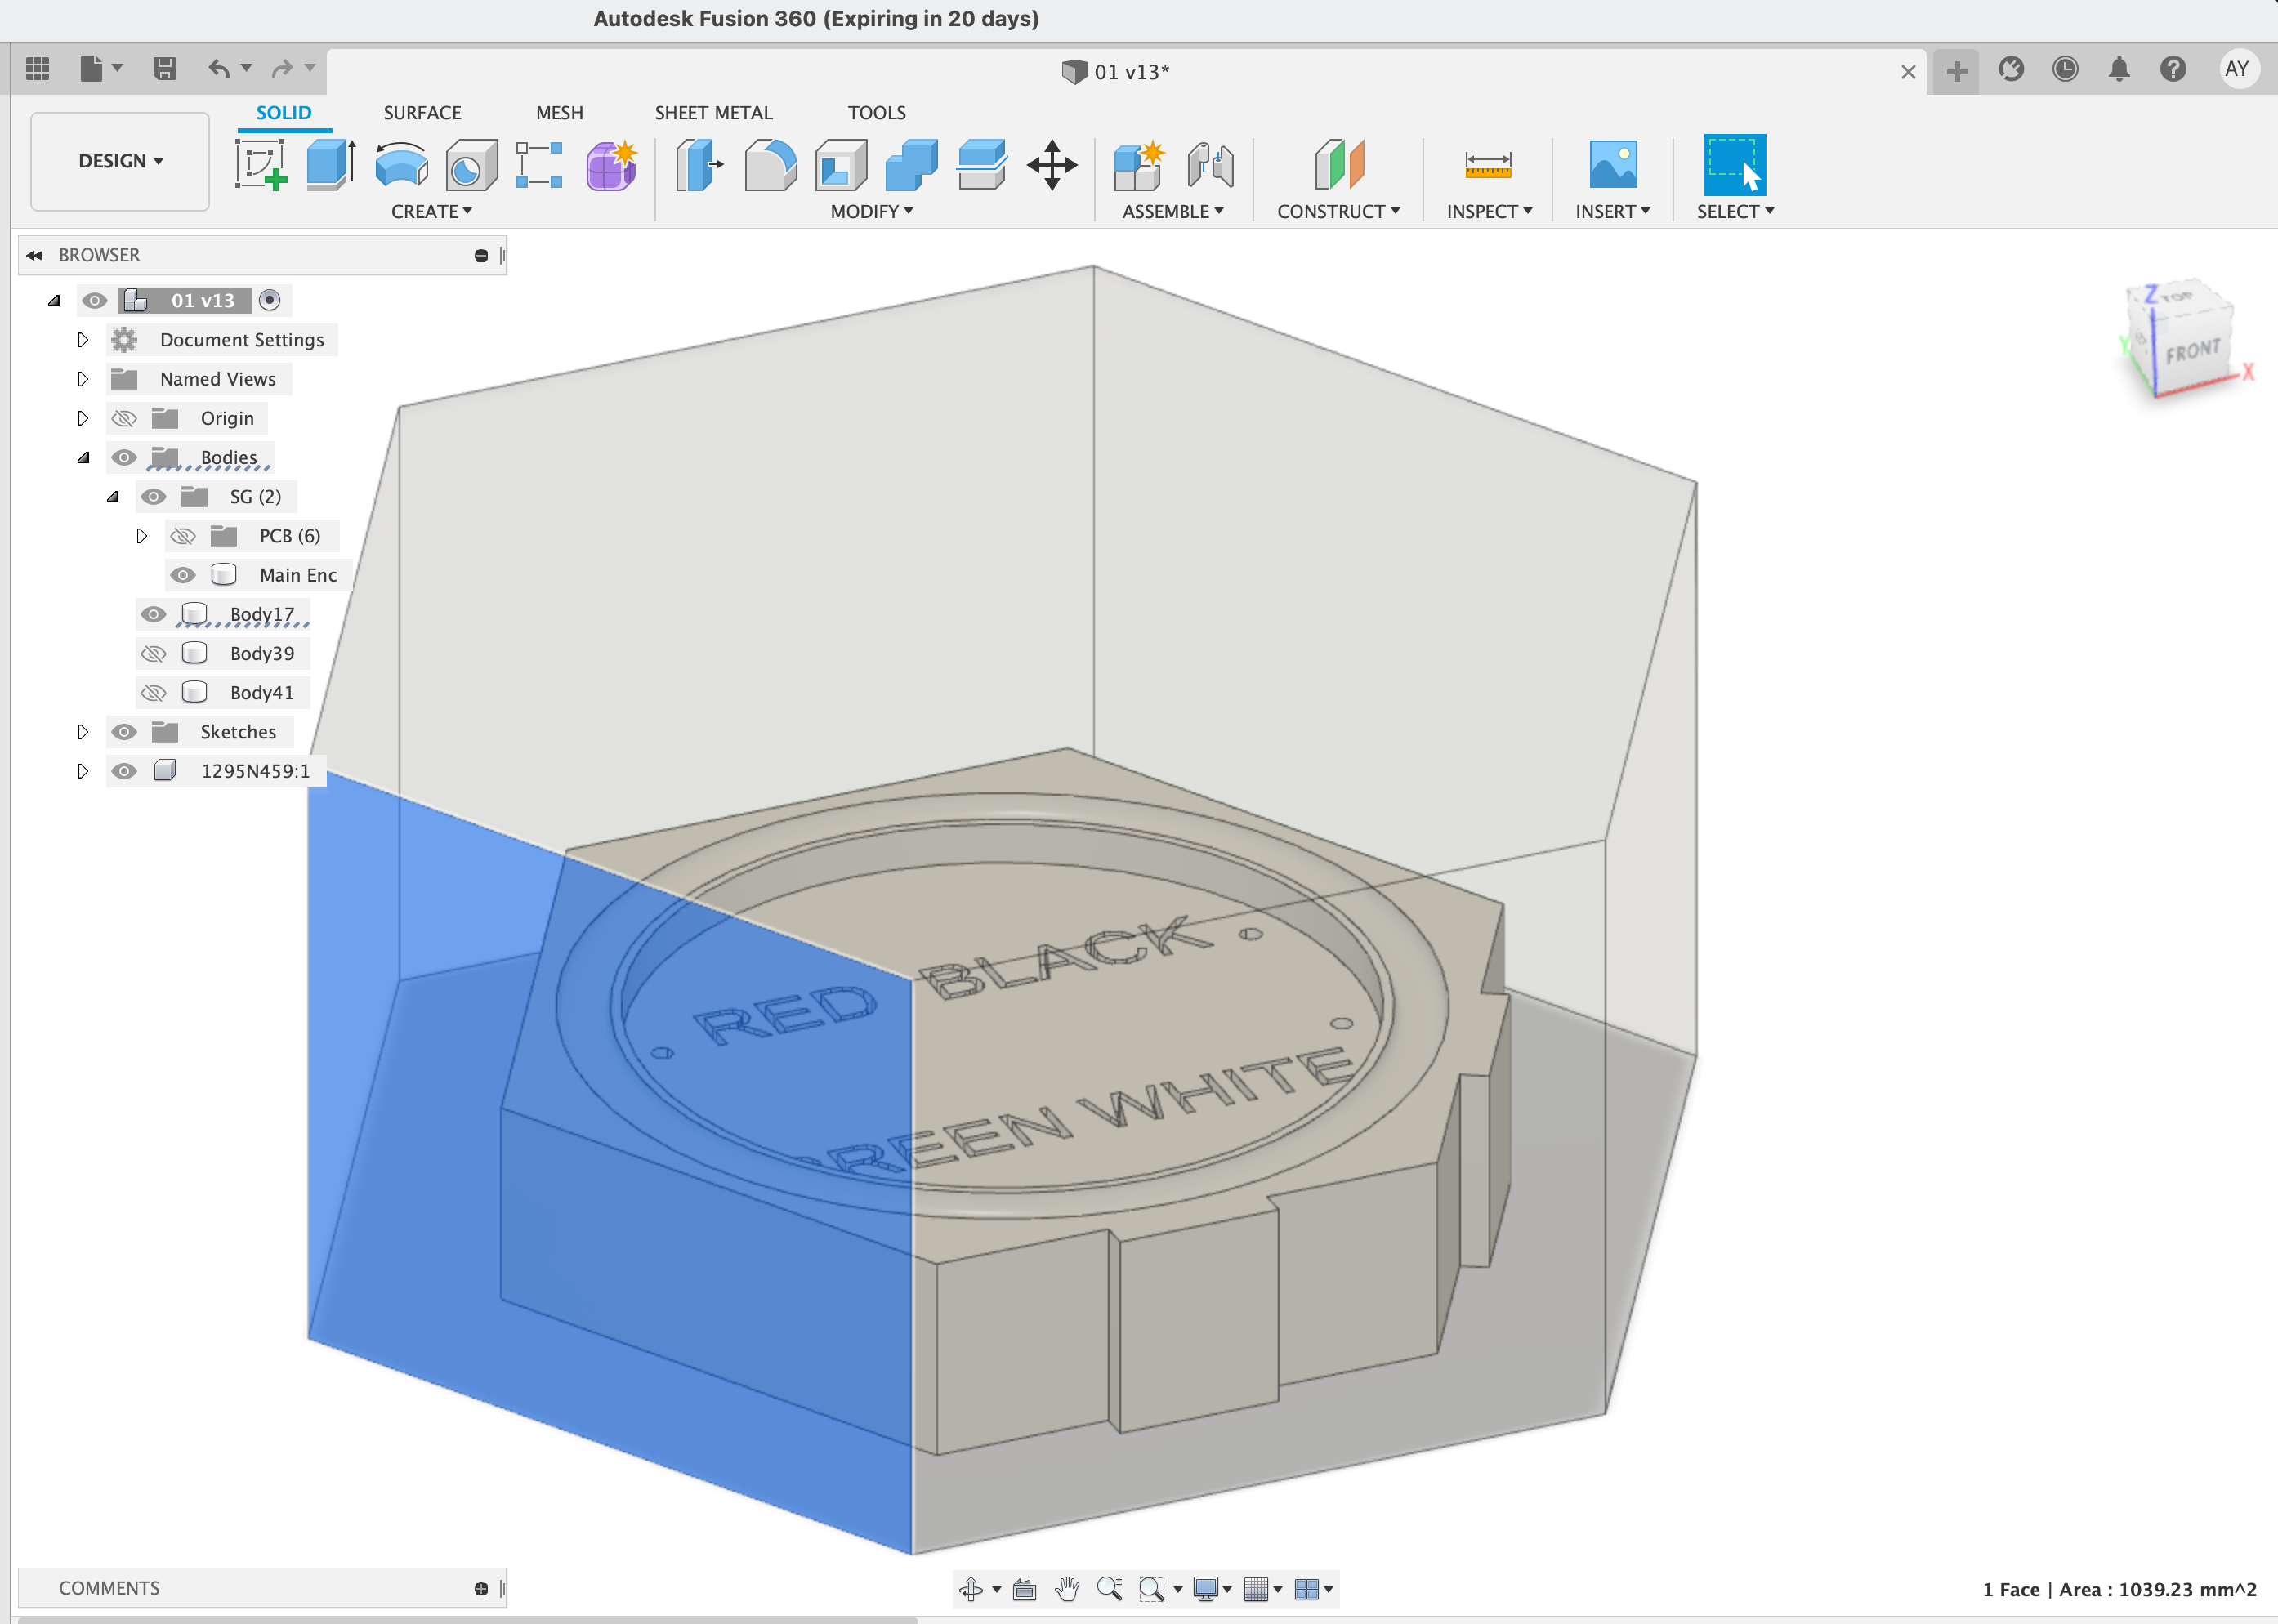 Autodesk Fusion 360 (Expiring in 20 days)
01 v13*
AY
SOLID
SURFACE
MESH
SHEET METAL
TOOLS
DESIGN
CREATE
MODIFY
ASSEMBLE
CONSTRUCT
INSPECT
INSERT
SELECT
BROWSER
01 v13
Document Settings
Named Views
Origin
Bodies
SG (2)
PCB (6)
Main Enc
Body17
Body39
Body41
Sketches
1295N459:1
Z
TOP
Y
FRONT
X
RED BLACK
REEN WHITE
COMMENTS
1 Face | Area : 1039.23 mm^2